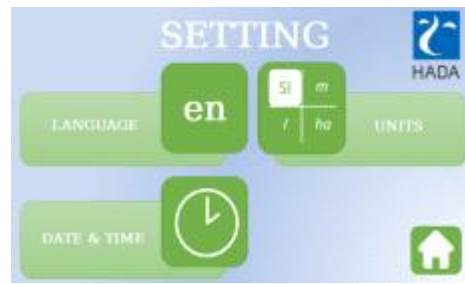 SETTING
HADA
LANGUAGE
en
SI m
l ha
UNITS
DATE & TIME